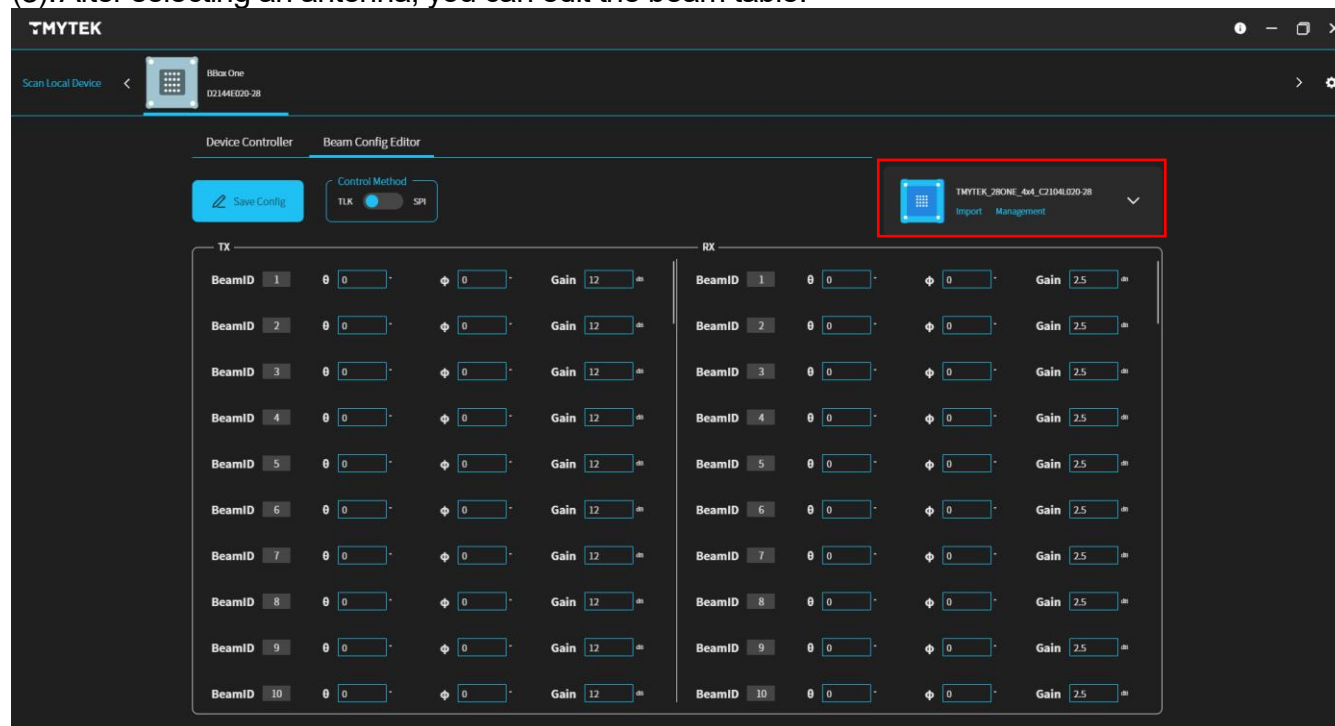 (3). After selecting an antenna, you can edit the beam table.
TMYTEK
Scan Local Device
BBox One
D2144E020-28
Device Controller Beam Config Editor
Save Config
Control Method
TLK SPI
TMYTEK_28ONE_4x4_C2104L020-28
Import Management
TX RX
BeamID 1 θ 0 ° ϕ 0 ° Gain 12 dB BeamID 1 θ 0 ° ϕ 0 ° Gain 2.5 dB
BeamID 2 θ 0 ° ϕ 0 ° Gain 12 dB BeamID 2 θ 0 ° ϕ 0 ° Gain 2.5 dB
BeamID 3 θ 0 ° ϕ 0 ° Gain 12 dB BeamID 3 θ 0 ° ϕ 0 ° Gain 2.5 dB
BeamID 4 θ 0 ° ϕ 0 ° Gain 12 dB BeamID 4 θ 0 ° ϕ 0 ° Gain 2.5 dB
BeamID 5 θ 0 ° ϕ 0 ° Gain 12 dB BeamID 5 θ 0 ° ϕ 0 ° Gain 2.5 dB
BeamID 6 θ 0 ° ϕ 0 ° Gain 12 dB BeamID 6 θ 0 ° ϕ 0 ° Gain 2.5 dB
BeamID 7 θ 0 ° ϕ 0 ° Gain 12 dB BeamID 7 θ 0 ° ϕ 0 ° Gain 2.5 dB
BeamID 8 θ 0 ° ϕ 0 ° Gain 12 dB BeamID 8 θ 0 ° ϕ 0 ° Gain 2.5 dB
BeamID 9 θ 0 ° ϕ 0 ° Gain 12 dB BeamID 9 θ 0 ° ϕ 0 ° Gain 2.5 dB
BeamID 10 θ 0 ° ϕ 0 ° Gain 12 dB BeamID 10 θ 0 ° ϕ 0 ° Gain 2.5 dB